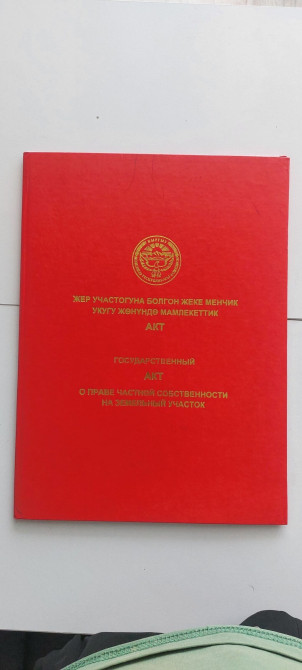 ЖЕР УЧАСТОГУНА БОЛГОН ЖЕКЕ МЕНЧИК
УКУГУ ЖӨНҮНДӨ МАМЛЕКЕТТИК
АКТ
ГОСУДАРСТВЕННЫЙ
АКТ
О ПРАВЕ ЧАСТНОЙ СОБСТВЕННОСТИ
НА ЗЕМЕЛЬНЫЙ УЧАСТОК